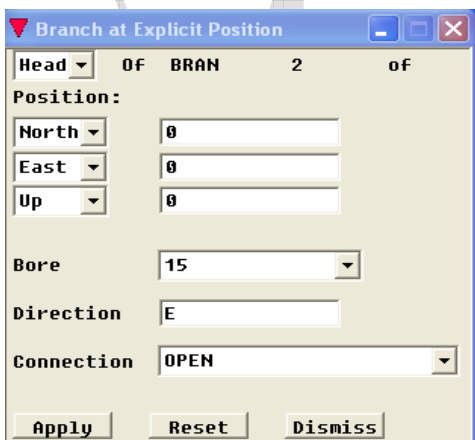 Branch at Explicit Position
Head Of BRAN 2 of
Position:
North 0
East 0
Up 0
Bore 15
Direction E
Connection OPEN
Apply Reset Dismiss